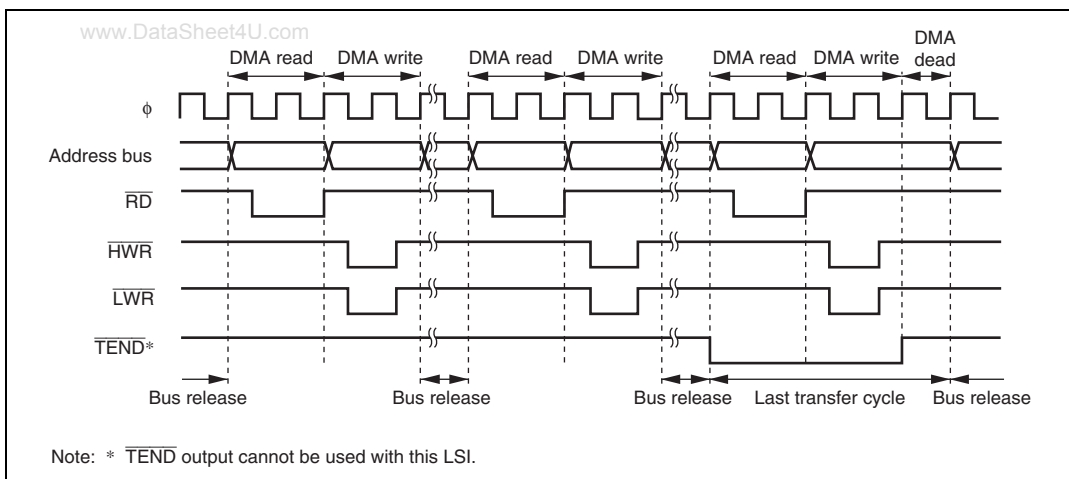 www.DataSheet4U.com
DMA read DMA write DMA read DMA write DMA read DMA write DMA dead
ϕ
Address bus
RD
HWR
LWR
TEND*
Bus release Bus release Bus release Last transfer cycle Bus release
Note: * TEND output cannot be used with this LSI.